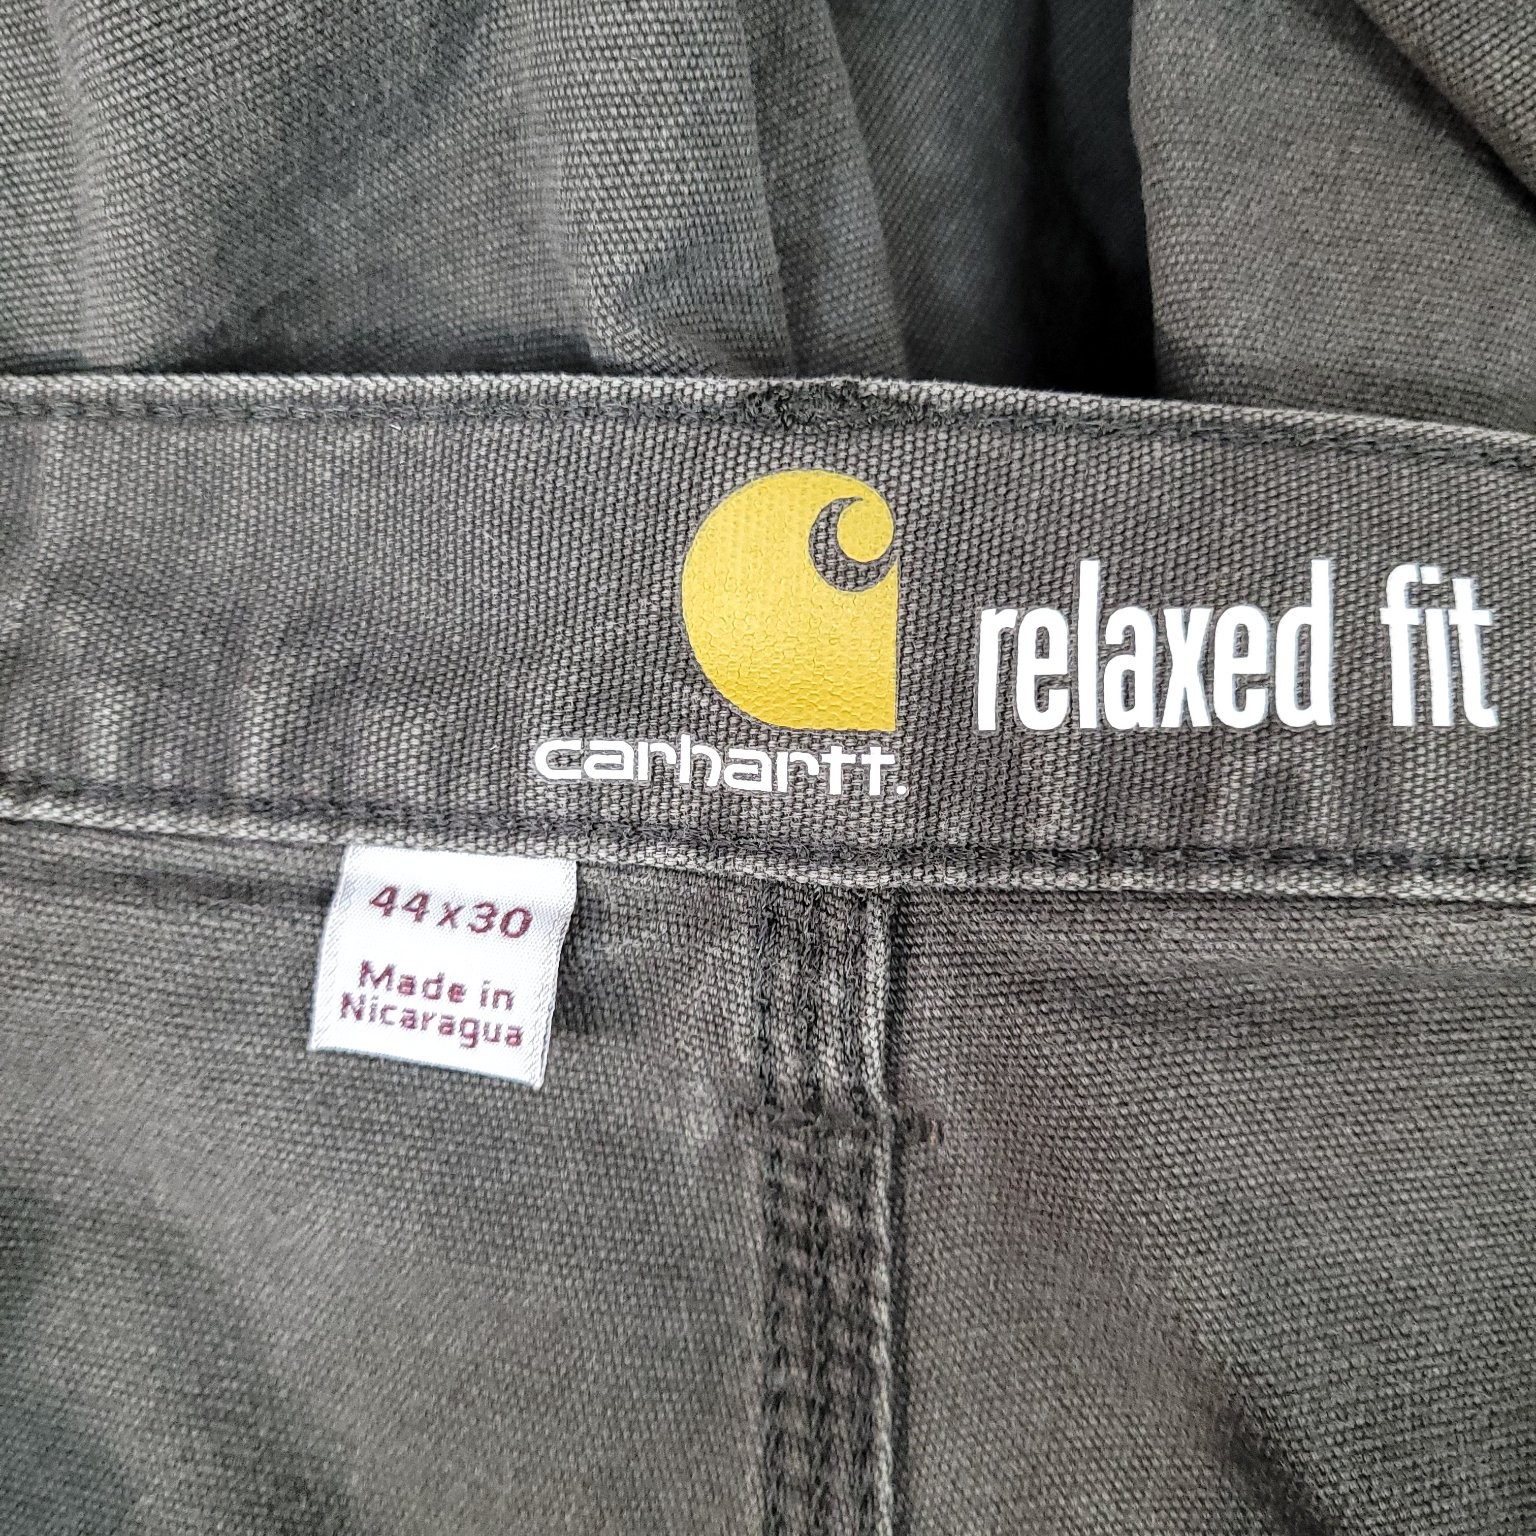 relaxed fit
carhartt.
44x30
Made in
Nicaragua